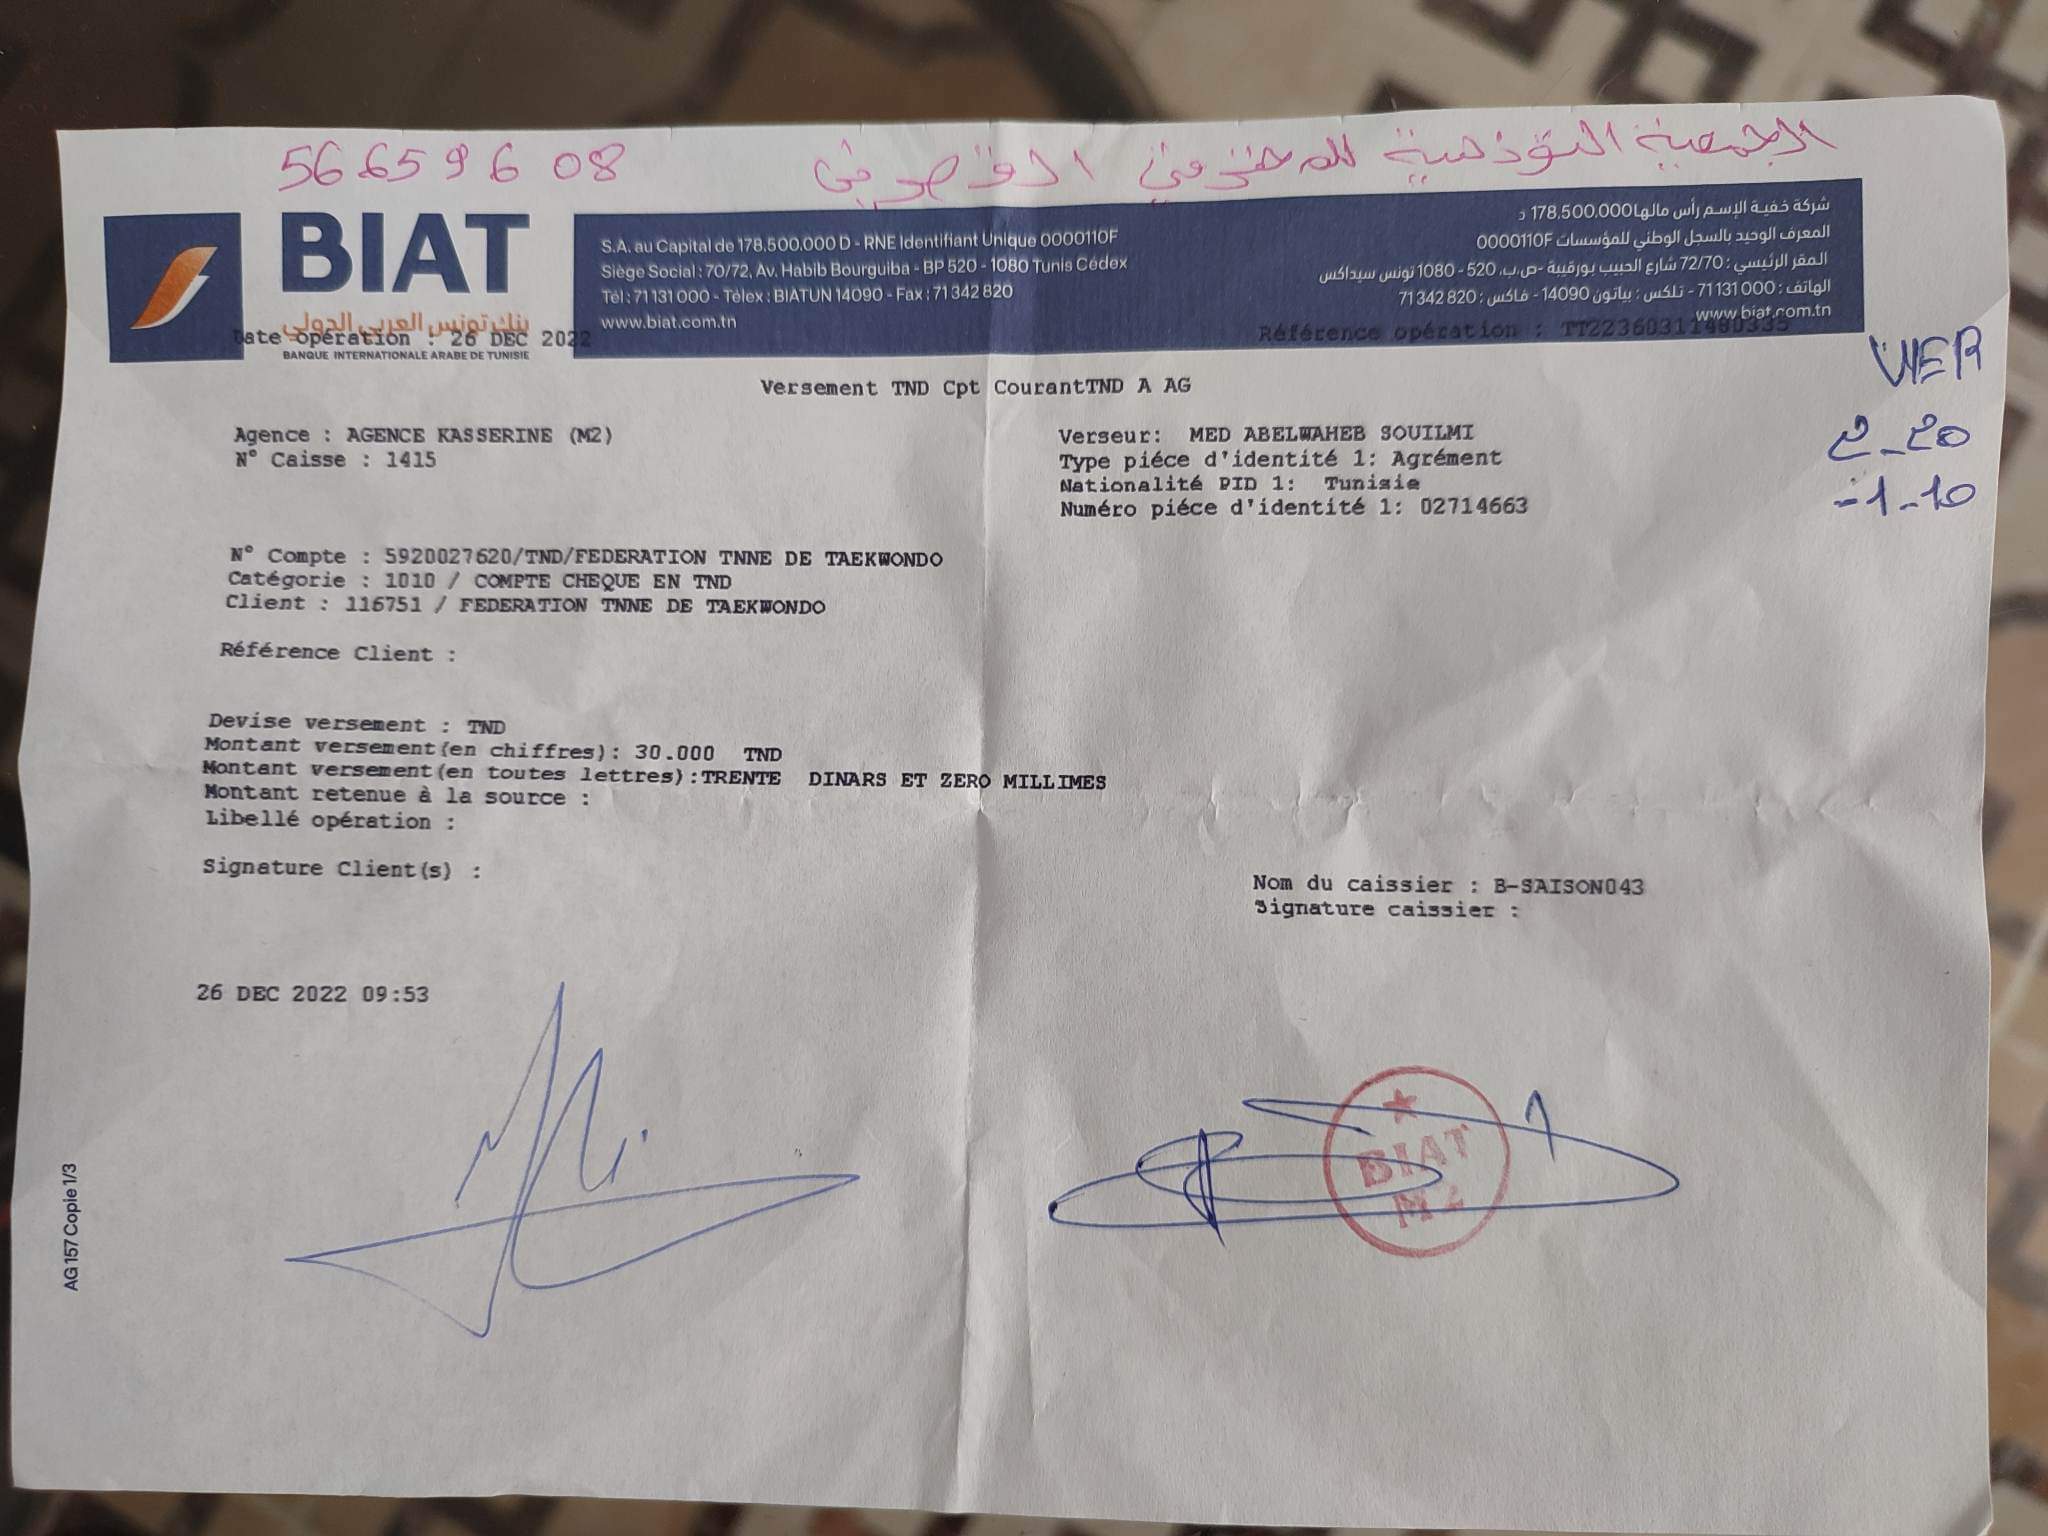 566596 08
BIAT
بنك تونس العربي الدولي
BANQUE INTERNATIONALE ARABE DE TUNISIE
S.A. au Capital de 178.500.000 D - RNE Identifiant Unique 0000110F
Siège Social : 70/72, Av. Habib Bourguiba - BP 520 - 1080 Tunis Cédex
Tél : 71 131 000 - Télex : BIATUN 14090 - Fax : 71 342 820
www.biat.com.tn
شركة خفية الإسم رأس مالها 178.500.000 د
المعرف الوحيد بالسجل الوطني للمؤسسات 0000110F
المقر الرئيسي : 72/70 شارع الحبيب بورقيبة -ص.ب. 520 - 1080 تونس سيداكس
الهاتف : 000 131 71 - تلكس : بياتون 14090 - فاكس : 820 342 71
www.biat.com.tn
Date opération : 26 DEC 2022
Référence opération :
VER
2_20
-1_10
Versement TND Cpt CourantTND A AG
Agence : AGENCE KASSERINE (M2)
N° Caisse : 1415
Verseur: MED ABELWAHEB SOUILMI
Type piéce d'identité 1: Agrément
Nationalité PID 1: Tunisie
Numéro piéce d'identité 1: 02714663
N° Compte : 5920027620/TND/FEDERATION TNNE DE TAEKWONDO
Catégorie : 1010 / COMPTE CHEQUE EN TND
Client : 116751 / FEDERATION TNNE DE TAEKWONDO
Référence Client :
Devise versement : TND
Montant versement(en chiffres): 30.000 TND
Montant versement(en toutes lettres):TRENTE DINARS ET ZERO MILLIMES
Montant retenue à la source :
Libellé opération :
Signature Client(s) :
Nom du caissier : B-SAISON043
Signature caissier :
26 DEC 2022 09:53
BIAT
M2
AG 157 Copie 1/3